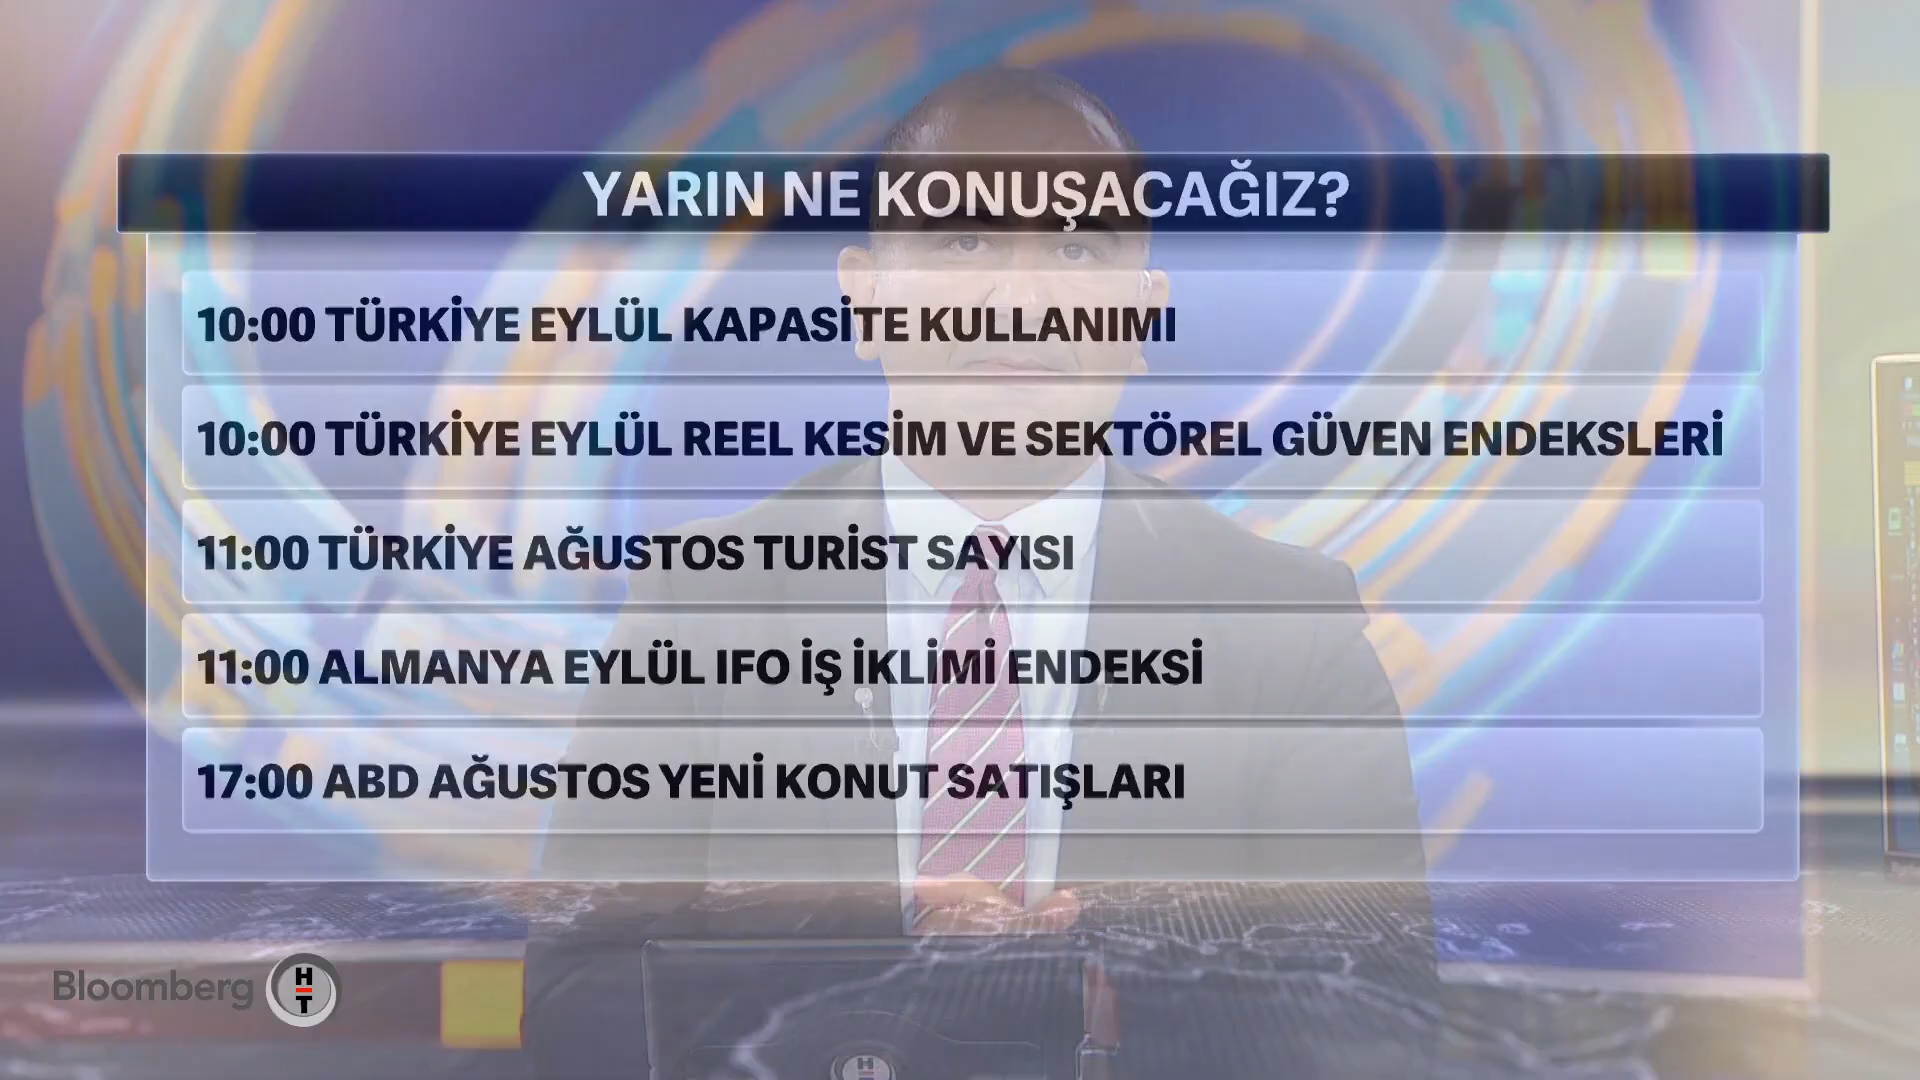 YARIN NE KONUŞACAĞIZ?
10:00 TÜRKİYE EYLÜL KAPASİTE KULLANIMI
10:00 TÜRKİYE EYLÜL REEL KESİM VE SEKTÖREL GÜVEN ENDEKSLERİ
11:00 TÜRKİYE AĞUSTOS TURİST SAYISI
11:00 ALMANYA EYLÜL IFO İŞ İKLİMİ ENDEKSİ
17:00 ABD AĞUSTOS YENİ KONUT SATIŞLARI
Bloomberg HT
HT